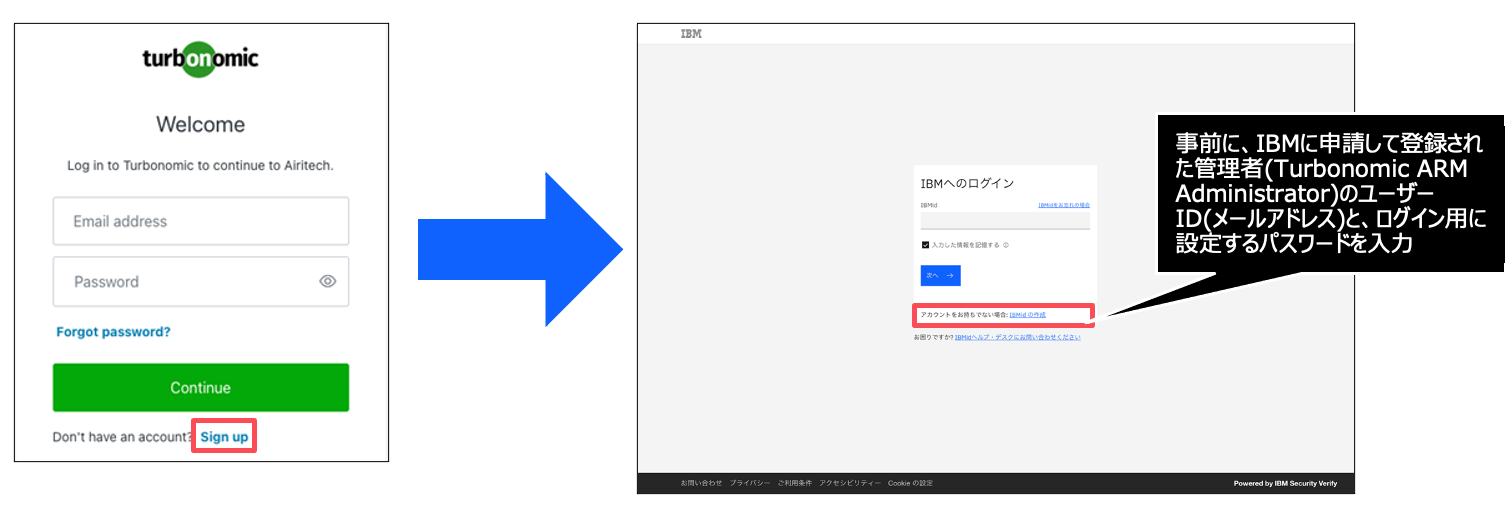 turbonomic
Welcome
Log in to Turbonomic to continue to Airitech.
Email address
Password
Forgot password?
Continue
Don't have an account? Sign up
IBM
IBMへのログイン
IBMid
IBMidをお忘れの場合
入力した情報を記憶する
次へ →
アカウントをお持ちでない場合: IBMid の作成
お困りですか? IBMidヘルプ・デスクにお問い合わせください
事前に、IBMに申請して登録され
た管理者(Turbonomic ARM
Administrator)のユーザー
ID(メールアドレス)と、ログイン用に
設定するパスワードを入力
お問い合わせ プライバシー ご利用条件 アクセシビリティー Cookie の設定
Powered by IBM Security Verify